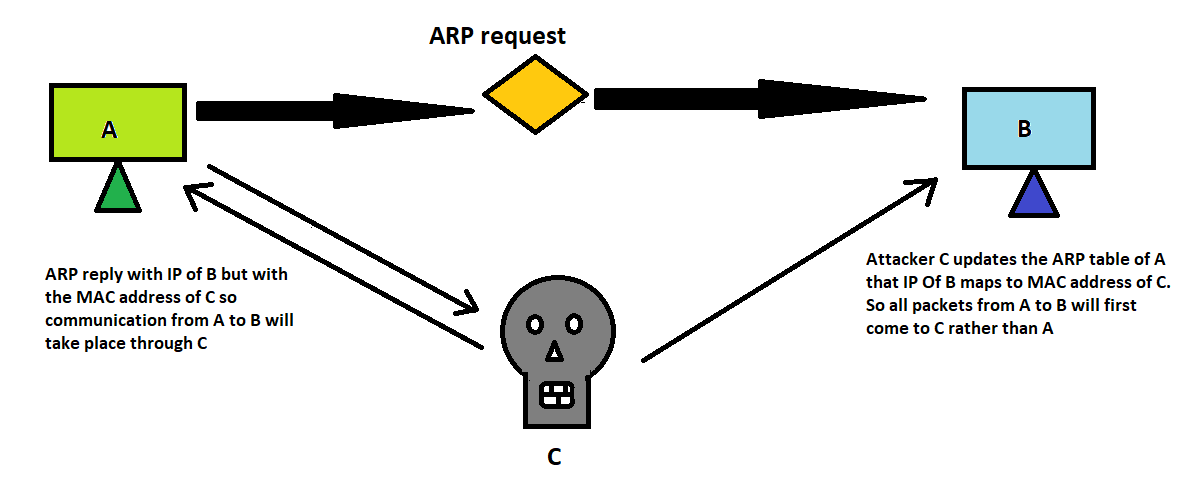 ARP request
A
B
ARP reply with IP of B but with
the MAC address of C so
communication from A to B will
take place through C
Attacker C updates the ARP table of A
that IP Of B maps to MAC address of C.
So all packets from A to B will first
come to C rather than A
C